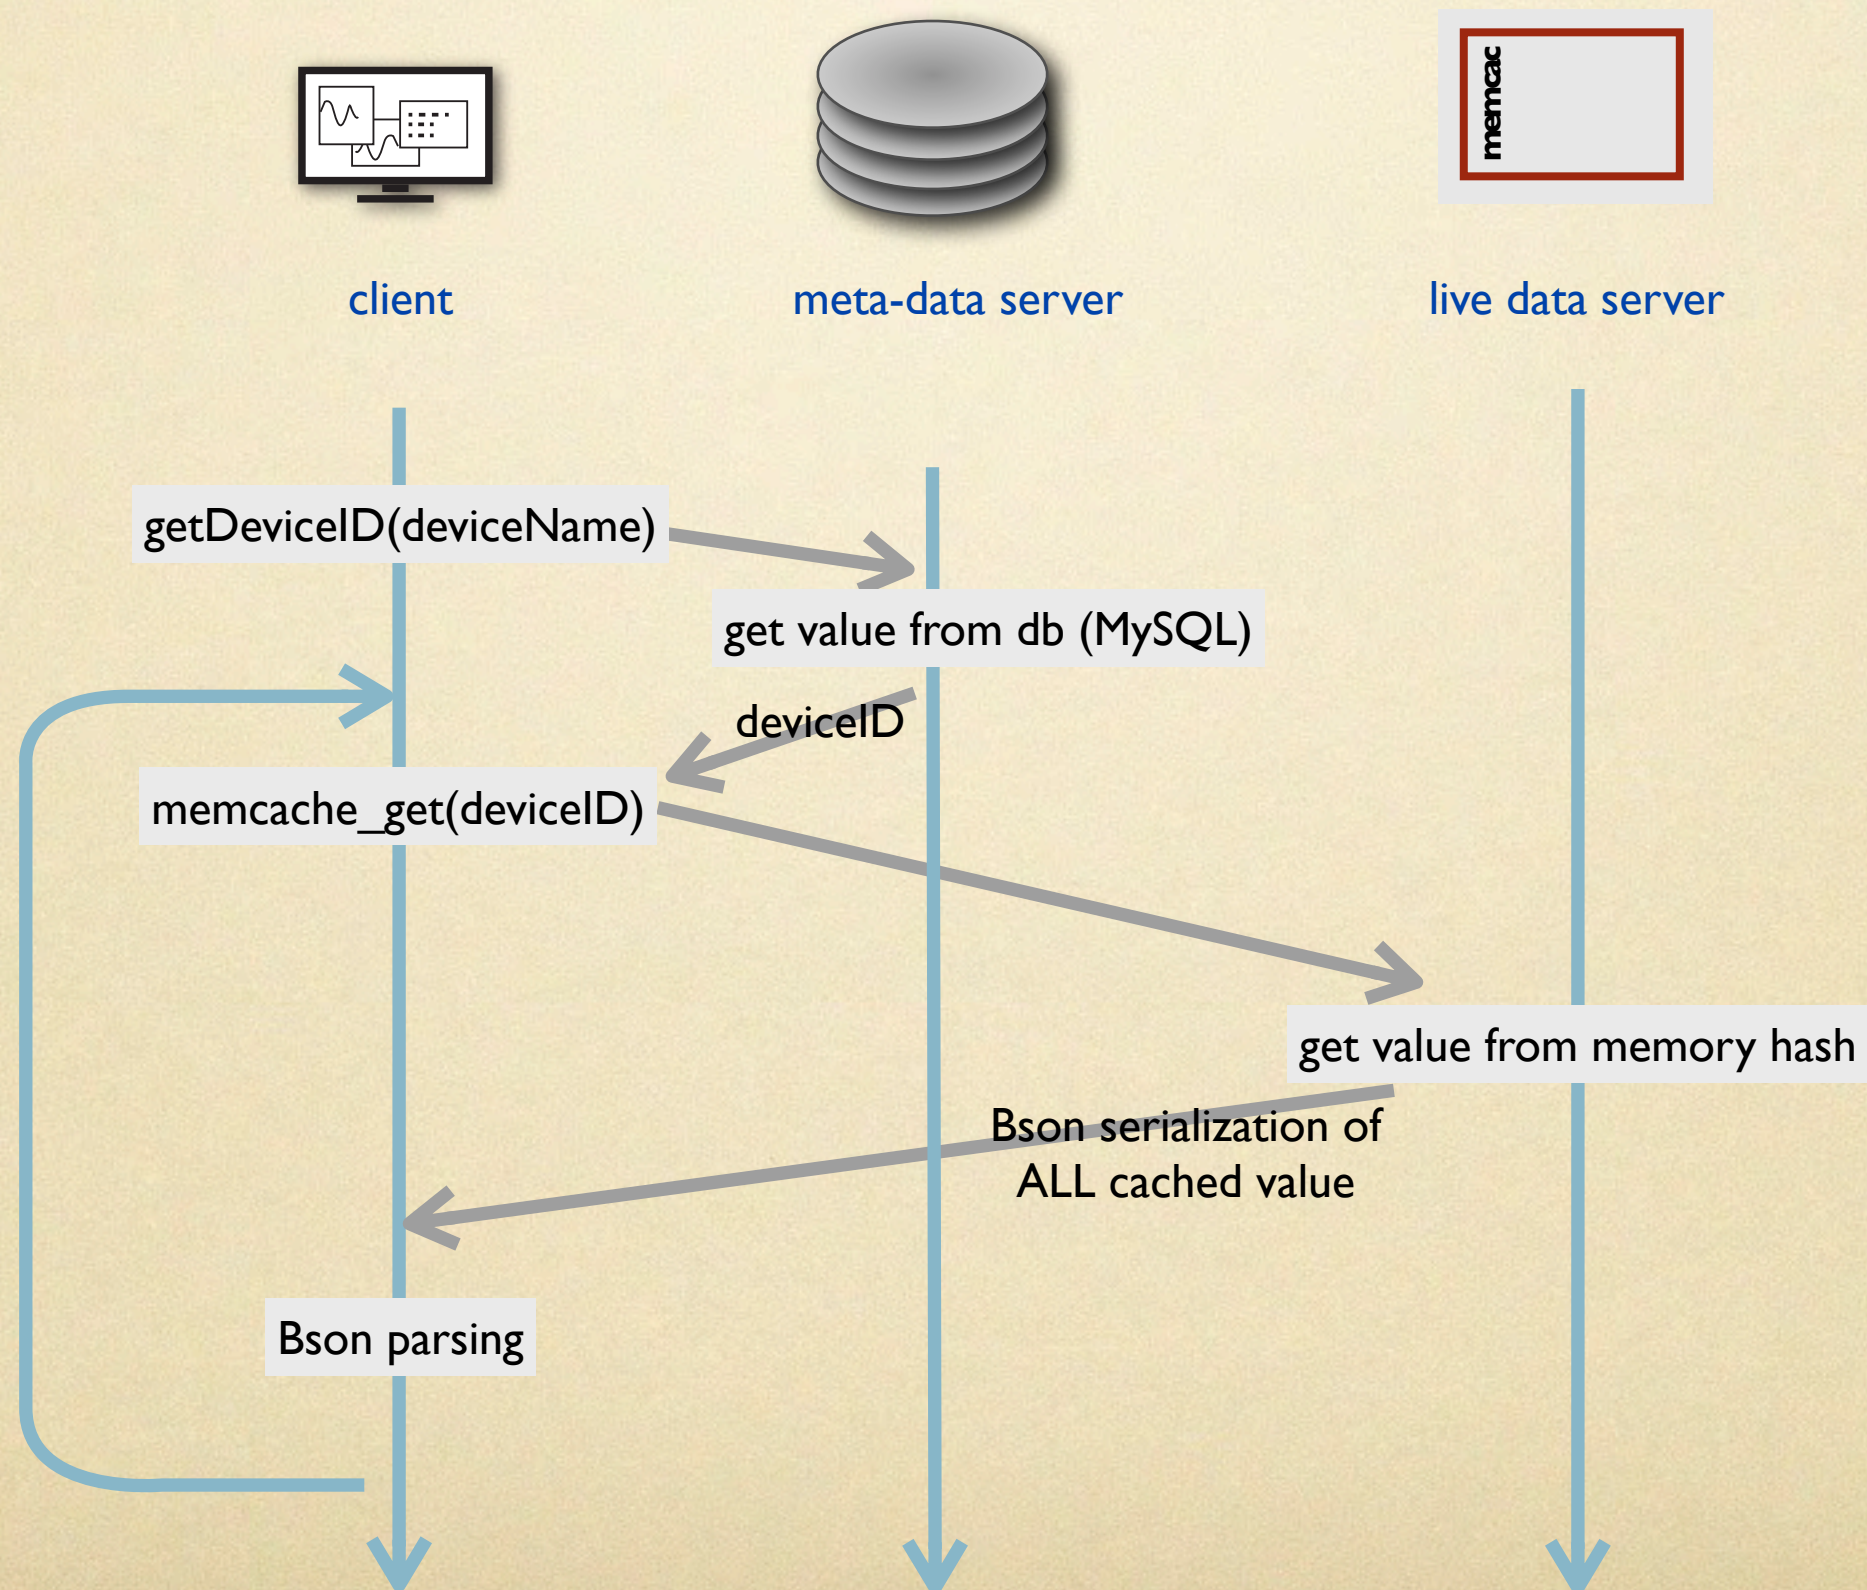 memcac
client
meta-data server
live data server
getDeviceID(deviceName)
get value from db (MySQL)
deviceID
memcache_get(deviceID)
get value from memory hash
Bson serialization of
ALL cached value
Bson parsing